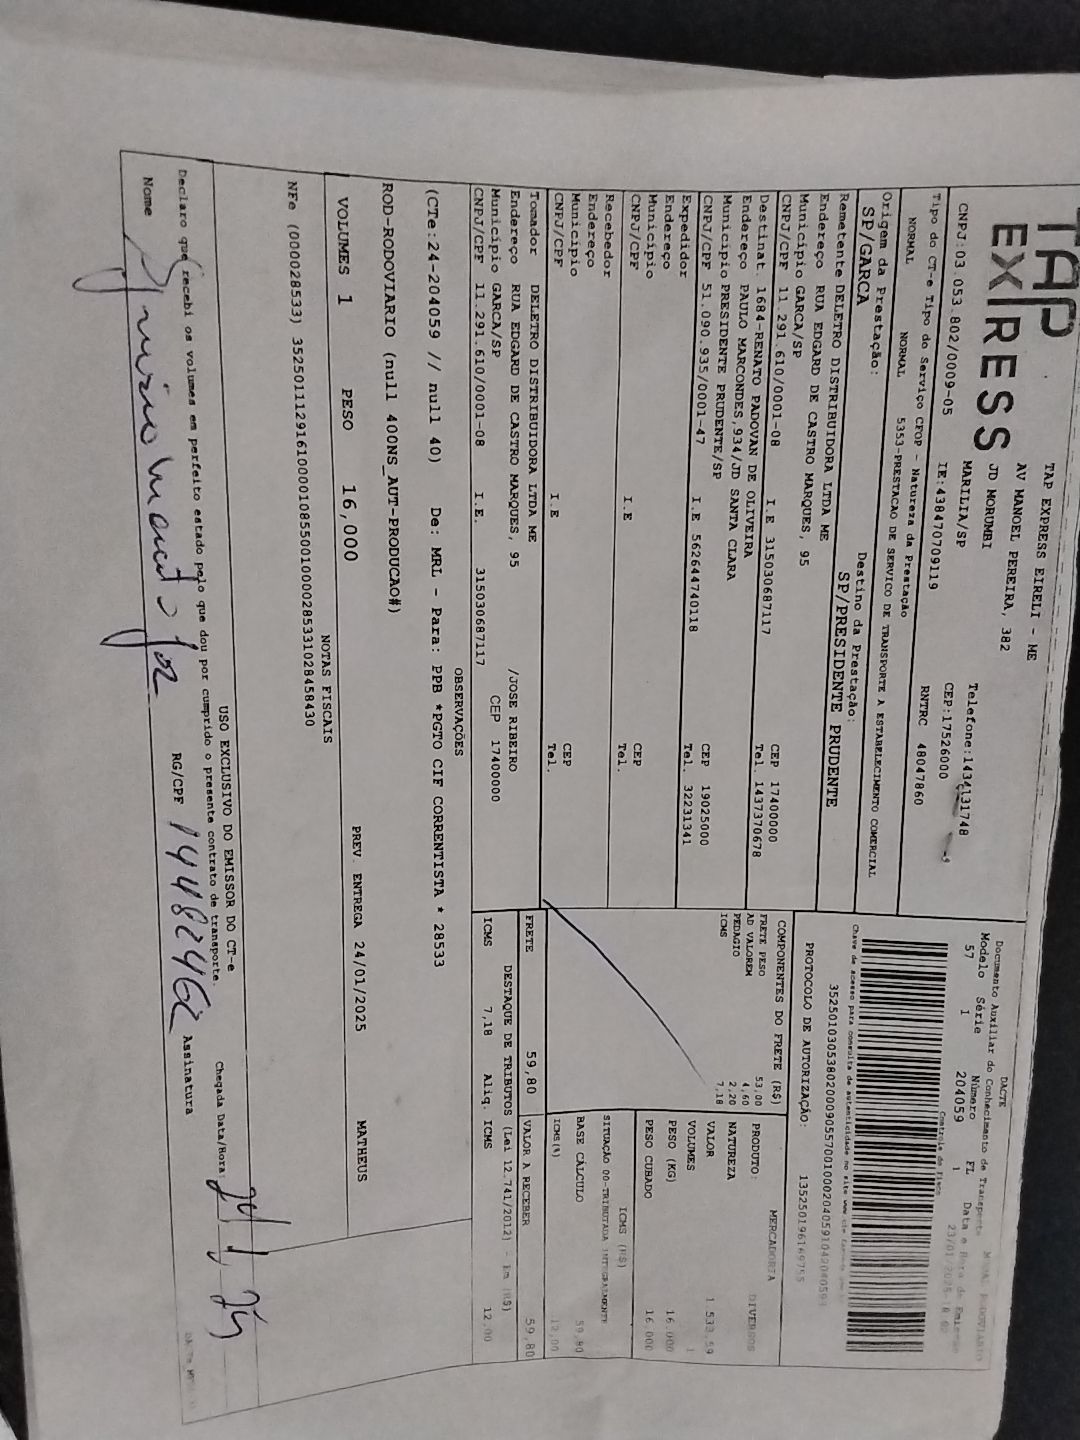 TAP
EXPRESS
TAP EXPRESS EIRELI - ME
AV MANOEL PEREIRA, 382
JD MORUMBI
MARILIA/SP
Telefone:1434131748
CEP:17526000
CNPJ:03.053.802/0009-05 IE:438470709119 RNTRC 48047860
Tipo do CT-e Tipo do Serviço CFOP - Natureza da Prestação
NORMAL NORMAL 5353-PRESTACAO DE SERVICO DE TRANSPORTE A ESTABELECIMENTO COMERCIAL
Origem da Prestação: Destino da Prestação:
SP/GARCA SP/PRESIDENTE PRUDENTE
Remetente DELETRO DISTRIBUIDORA LTDA ME
Endereço RUA EDGARD DE CASTRO MARQUES, 95
Municipio GARCA/SP CEP 17400000
CNPJ/CPF 11.291.610/0001-08 I.E 315030687117 Tel. 1437370678
Destinat. 1684-RENATO PADOVAN DE OLIVEIRA
Endereço PAULO MARCONDES,934/JD SANTA CLARA
Municipio PRESIDENTE PRUDENTE/SP CEP 19025000
CNPJ/CPF 51.090.935/0001-47 I.E 562644740118 Tel. 32231341
Expedidor
Endereço
Municipio CEP
CNPJ/CPF I.E Tel.
Recebedor
Endereço
Municipio CEP
CNPJ/CPF I.E Tel.
Tomador DELETRO DISTRIBUIDORA LTDA ME
Endereço RUA EDGARD DE CASTRO MARQUES, 95 /JOSE RIBEIRO
Municipio GARCA/SP CEP 17400000
CNPJ/CPF 11.291.610/0001-08 I.E. 315030687117
DACTE
Documento Auxiliar do Conhecimento de Transporte
Modelo Série Número FL Data e Hora de Emissão
57 1 204059 1
Controle do Fisco
Chave de acesso para consulta de autenticidade no site
PROTOCOLO DE AUTORIZAÇÃO: 135250196169755
COMPONENTES DO FRETE (R$)
FRETE PESO 53,00
AD VALOREM 4,60
PEDAGIO 2,20
ICMS 7,18
MERCADORIA
PRODUTO: DIVERSOS
NATUREZA
VALOR 1.533,59
VOLUMES 1
PESO (KG) 16.000
PESO CUBADO 16.000
ICMS (R$)
SITUAÇÃO 00-TRIBUTADA INTEGRALMENTE
BASE CÁLCULO 59,80
ICMS(%) 12,00
FRETE 59,80 VALOR A RECEBER 59,80
DESTAQUE DE TRIBUTOS (Lei 12.741/2012) - Em (R$)
ICMS 7,18 Aliq. ICMS 12.00
OBSERVAÇÕES
(CTe:24-204059 // null 40) De: MRL - Para: PPB *PGTO CIF CORRENTISTA * 28533
ROD-RODOVIARIO (null 400NS_AUT-PRODUCAO#)
VOLUMES 1 PESO 16,000 PREV. ENTREGA 24/01/2025 MATHEUS
NOTAS FISCAIS
NFe (000028533)
USO EXCLUSIVO DO EMISSOR DO CT-e
Declaro que recebi os volumes em perfeito estado pelo que dou por cumprido o presente contrato de transporte.
Chegada Data/Hora:
Nome RG/CPF Assinatura